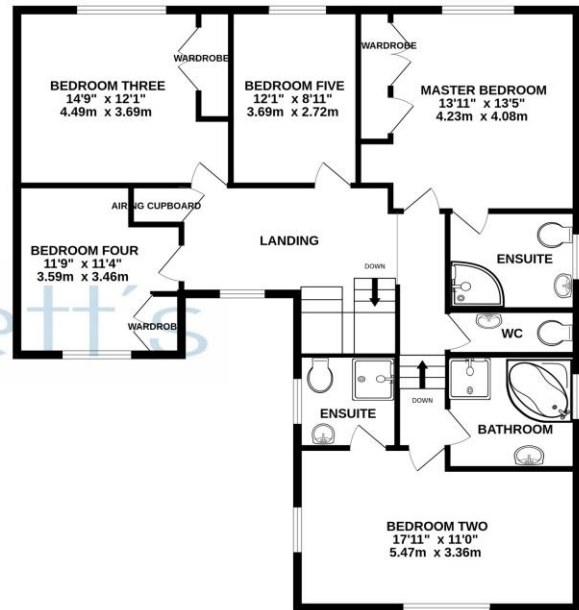 WARDROBE
BEDROOM THREE
14'9" x 12'1"
4.49m x 3.69m
BEDROOM FIVE
12'1" x 8'11"
3.69m x 2.72m
WARDROBE
MASTER BEDROOM
13'11" x 13'5"
4.23m x 4.08m
AIRING CUPBOARD
BEDROOM FOUR
11'9" x 11'4"
3.59m x 3.46m
LANDING
DOWN
ENSUITE
WARDROBE
WC
ENSUITE
DOWN
BATHROOM
BEDROOM TWO
17'11" x 11'0"
5.47m x 3.36m
ett's